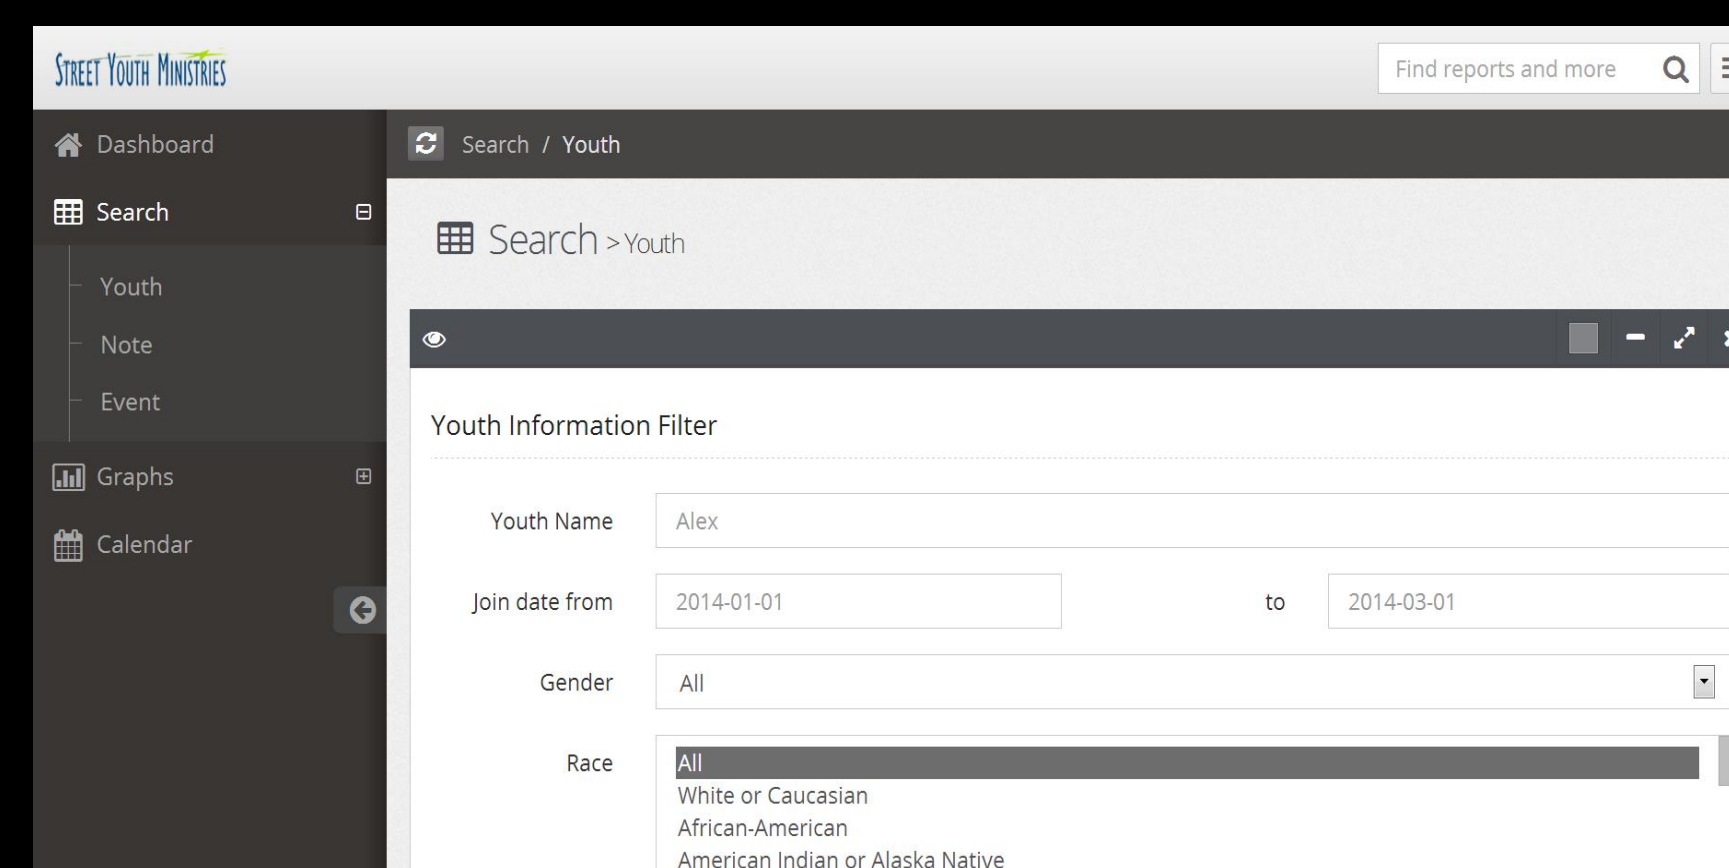 STREET YOUTH MINISTRIES
Find reports and more
Dashboard
Search / Youth
Search
Search > Youth
Youth
Note
Event
Youth Information Filter
Graphs
Youth Name Alex
Calendar
Join date from 2014-01-01 to 2014-03-01
Gender All
Race All
White or Caucasian
African-American
American Indian or Alaska Native